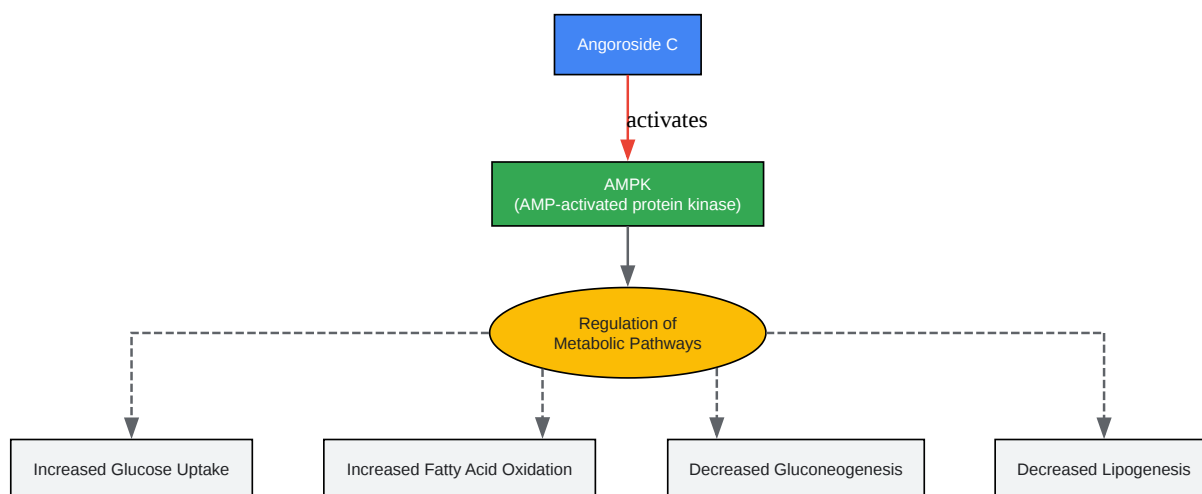 Angoroside C
activates
AMPK
(AMP-activated protein kinase)
Regulation of
Metabolic Pathways
Increased Glucose Uptake
Increased Fatty Acid Oxidation
Decreased Gluconeogenesis
Decreased Lipogenesis